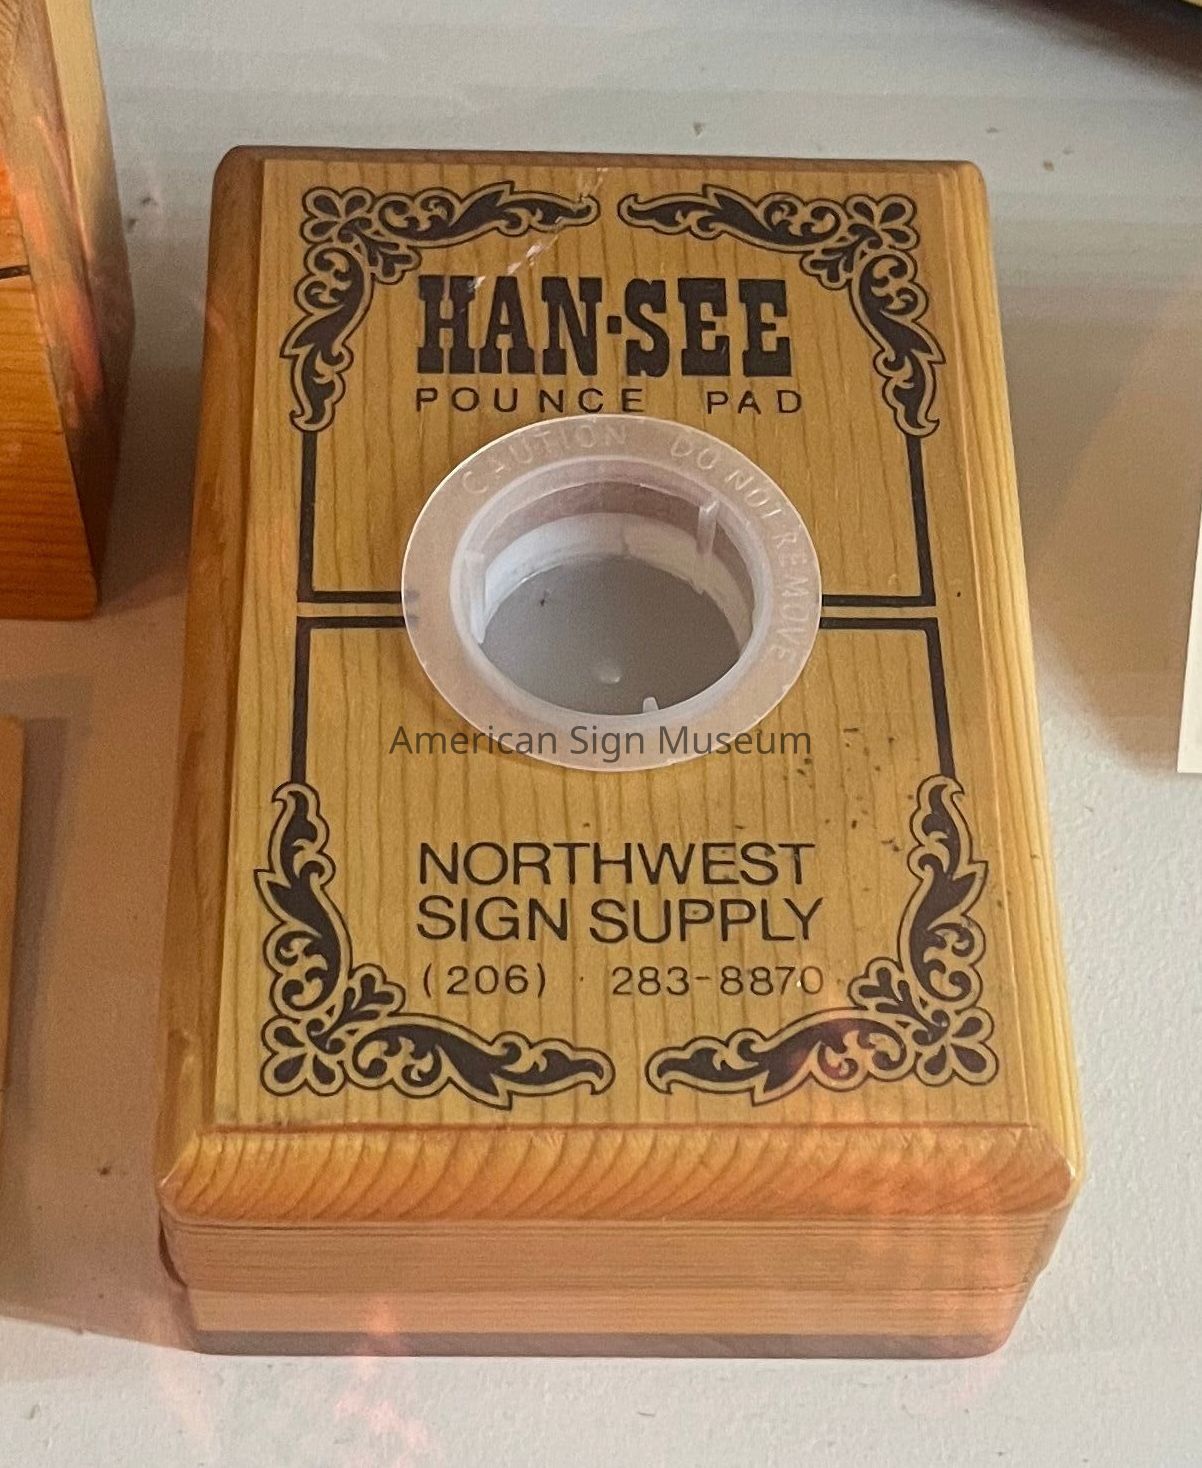 HAN-SEE
POUNCE PAD
CAUTION DO NOT REMOVE
American Sign Museum
NORTHWEST
SIGN SUPPLY
(206) 283-8870